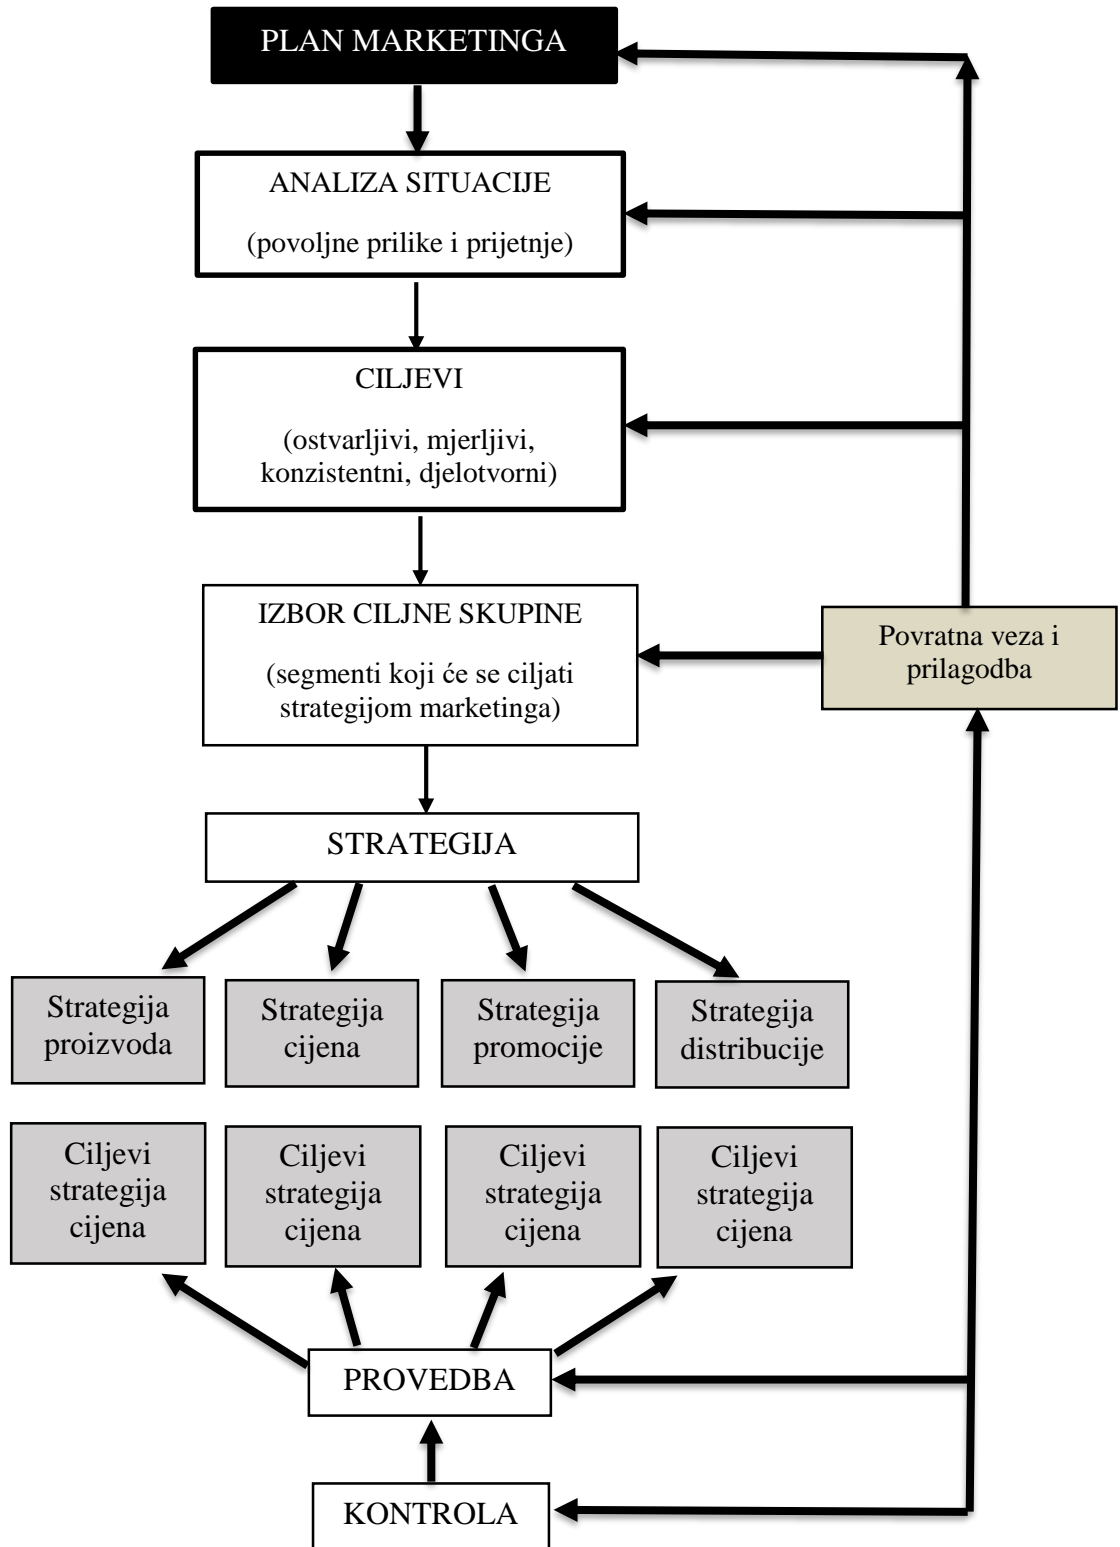 PLAN MARKETINGA
ANALIZA SITUACIJE
(povoljne prilike i prijetnje)
CILJEVI
(ostvarljivi, mjerljivi,
konzistentni, djelotvorni)
IZBOR CILJNE SKUPINE
(segmenti koji će se ciljati
strategijom marketinga)
Povratna veza i
prilagodba
STRATEGIJA
Strategija
proizvoda
Strategija
cijena
Strategija
promocije
Strategija
distribucije
Ciljevi
strategija
cijena
Ciljevi
strategija
cijena
Ciljevi
strategija
cijena
Ciljevi
strategija
cijena
PROVEDBA
KONTROLA